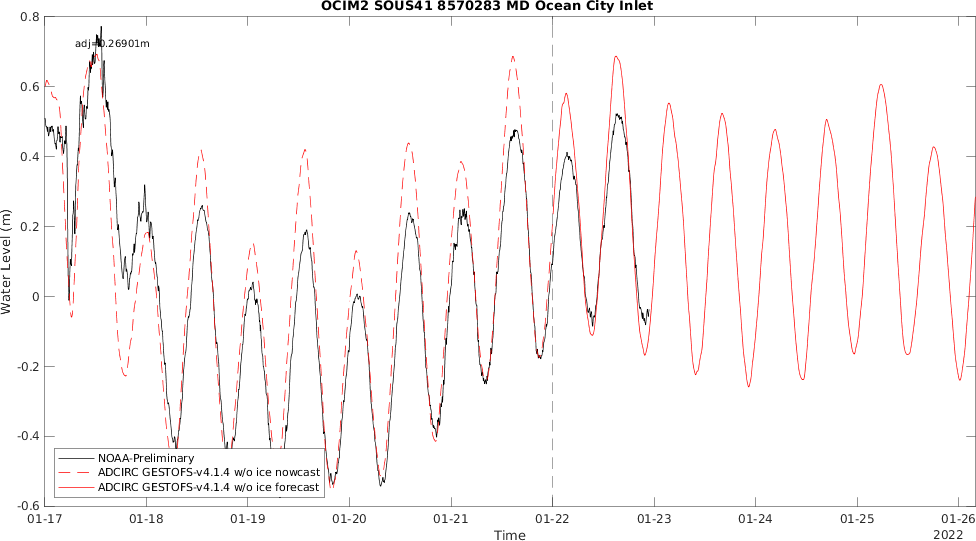 OCIM2 SOUS41 8570283 MD Ocean City Inlet
0.8
adj=0.26901m
0.6
0.4
0.2
0
-0.2
-0.4
-0.6
Water Level (m)
NOAA-Preliminary
ADCIRC GESTOFS-v4.1.4 w/o ice nowcast
ADCIRC GESTOFS-v4.1.4 w/o ice forecast
01-17 01-18 01-19 01-20 01-21 01-22 01-23 01-24 01-25 01-26
Time
2022